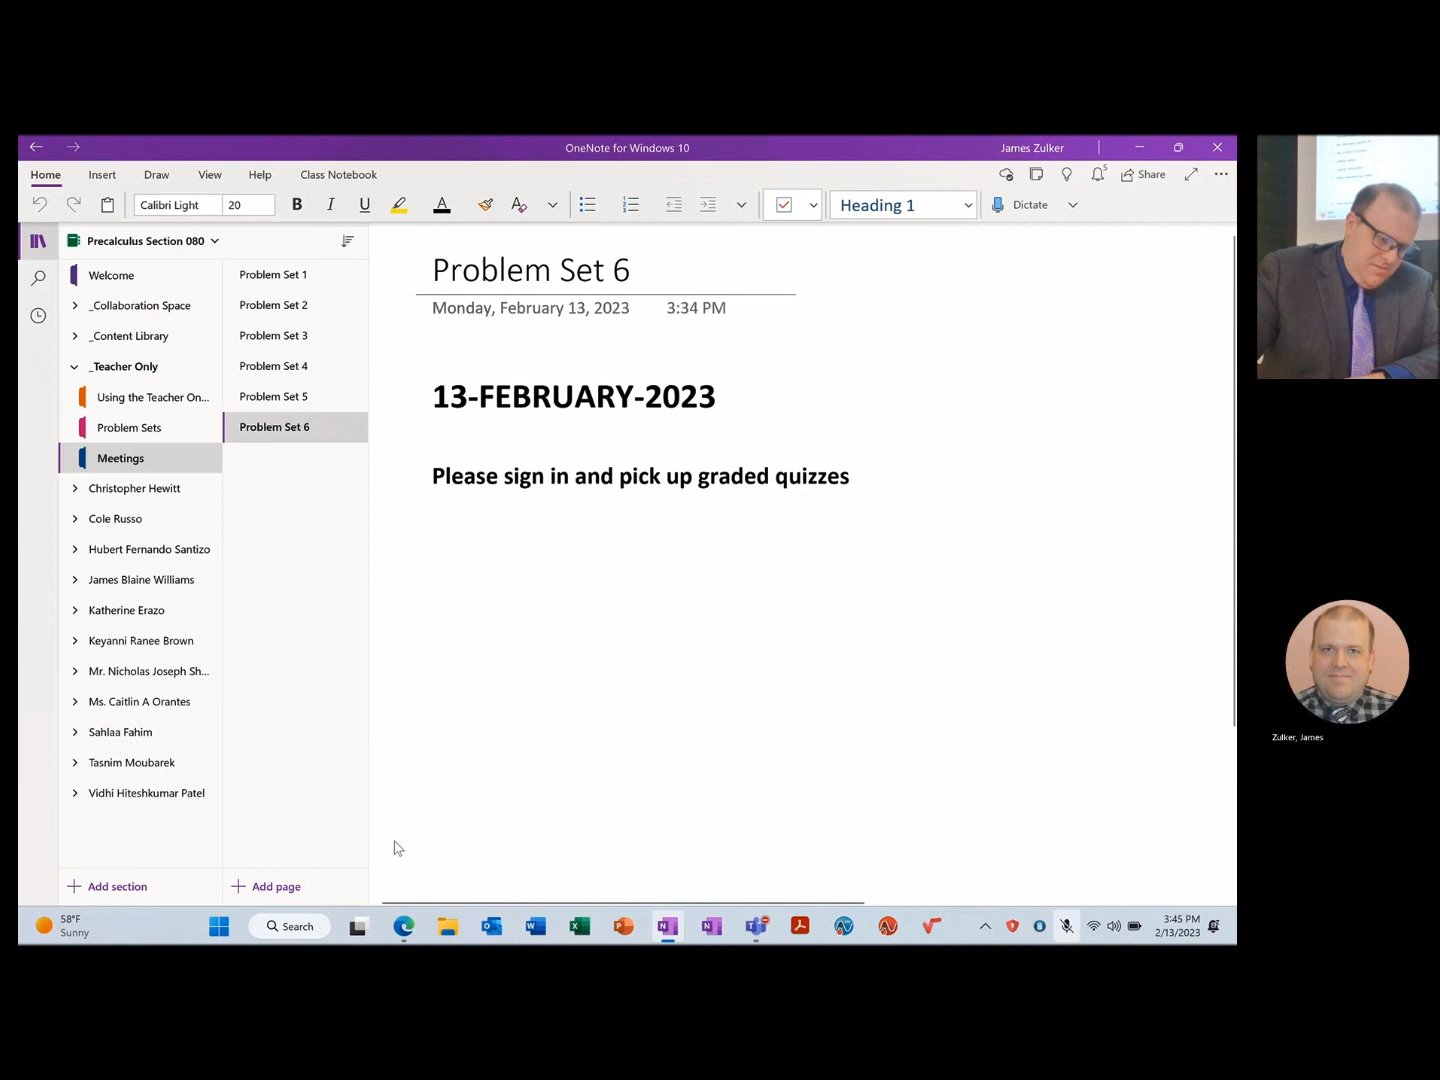 OneNote for Windows 10
James Zulker
Home Insert Draw View Help Class Notebook
Share
Calibri Light 20 B I U A A Heading 1 Dictate
Precalculus Section 080
Welcome
_Collaboration Space
_Content Library
_Teacher Only
Using the Teacher On...
Problem Sets
Meetings
Christopher Hewitt
Cole Russo
Hubert Fernando Santizo
James Blaine Williams
Katherine Erazo
Keyanni Ranee Brown
Mr. Nicholas Joseph Sh...
Ms. Caitlin A Orantes
Sahlaa Fahim
Tasnim Moubarek
Vidhi Hiteshkumar Patel
Add section
Problem Set 1
Problem Set 2
Problem Set 3
Problem Set 4
Problem Set 5
Problem Set 6
Add page
Problem Set 6
Monday, February 13, 2023 3:34 PM
13-FEBRUARY-2023
Please sign in and pick up graded quizzes
Zulker, James
58°F
Sunny
Search
3:45 PM
2/13/2023